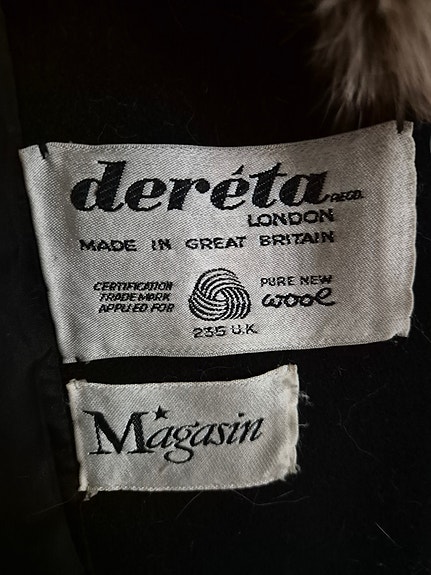 deréta REGD.
LONDON
MADE IN GREAT BRITAIN
CERTIFICATION
TRADE MARK
APPLIED FOR
PURE NEW
wool
235 U.K.
Magasin